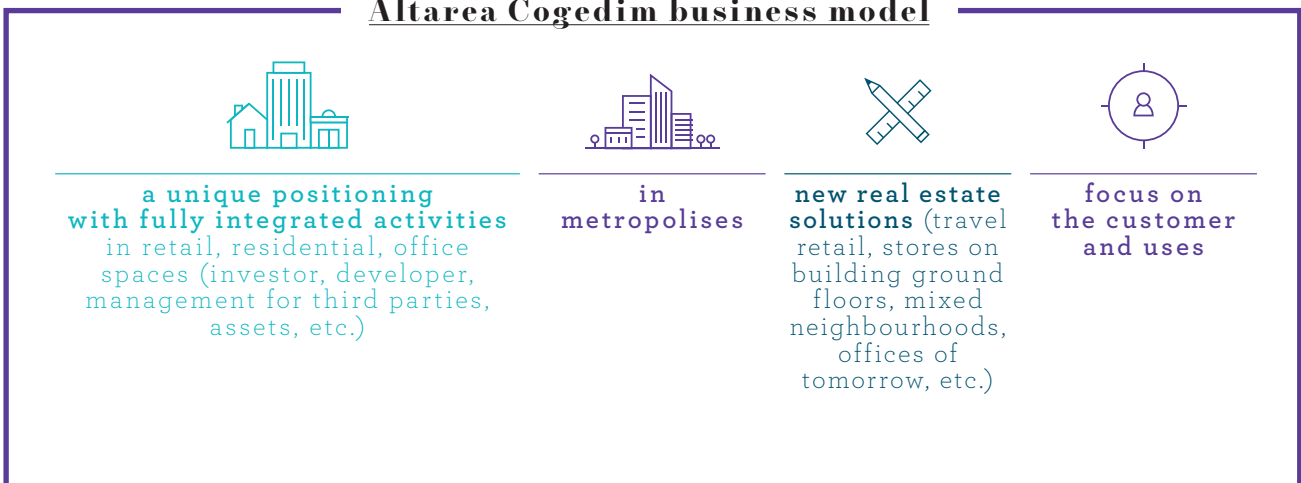 Altarea Cogedim business model
a unique positioning
with fully integrated activities
in retail, residential, office
spaces (investor, developer,
management for third parties,
assets, etc.)
in
metropolises
new real estate
solutions (travel
retail, stores on
building ground
floors, mixed
neighbourhoods,
offices of
tomorrow, etc.)
focus on
the customer
and uses